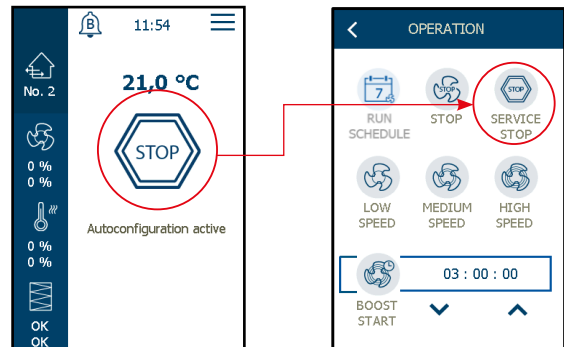 B
11:54
No. 2
21,0 °C
STOP
0 %
0 %
Autoconfiguration active
0 %
0 %
OK
OK
OPERATION
7
STOP
STOP
RUN
SCHEDULE
STOP
SERVICE
STOP
LOW
SPEED
MEDIUM
SPEED
HIGH
SPEED
03 : 00 : 00
BOOST
START